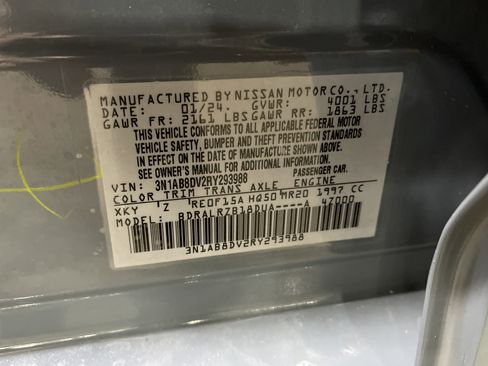 MANUFACTURED BY NISSAN MOTOR CO., LTD.
DATE: 01/24. GVWR: 4001 LBS
GAWR FR: 2161 LBS GAWR RR: 1863 LBS
THIS VEHICLE CONFORMS TO ALL APPLICABLE FEDERAL MOTOR
VEHICLE SAFETY, BUMPER AND THEFT PREVENTION STANDARDS
IN EFFECT ON THE DATE OF MANUFACTURE SHOWN ABOVE.
SEE OWNER'S MANUAL FOR ADDITIONAL INFORMATION.
VIN: 3N1AB8DV2RY293988 PASSENGER CAR.
COLOR TRIM TRANS AXLE ENGINE
XKY Z RE0F15A HQ50 MR20 1997 CC
MODEL: BDRALRZB18DUA----A 47000
3N1AB8DV2RY293988